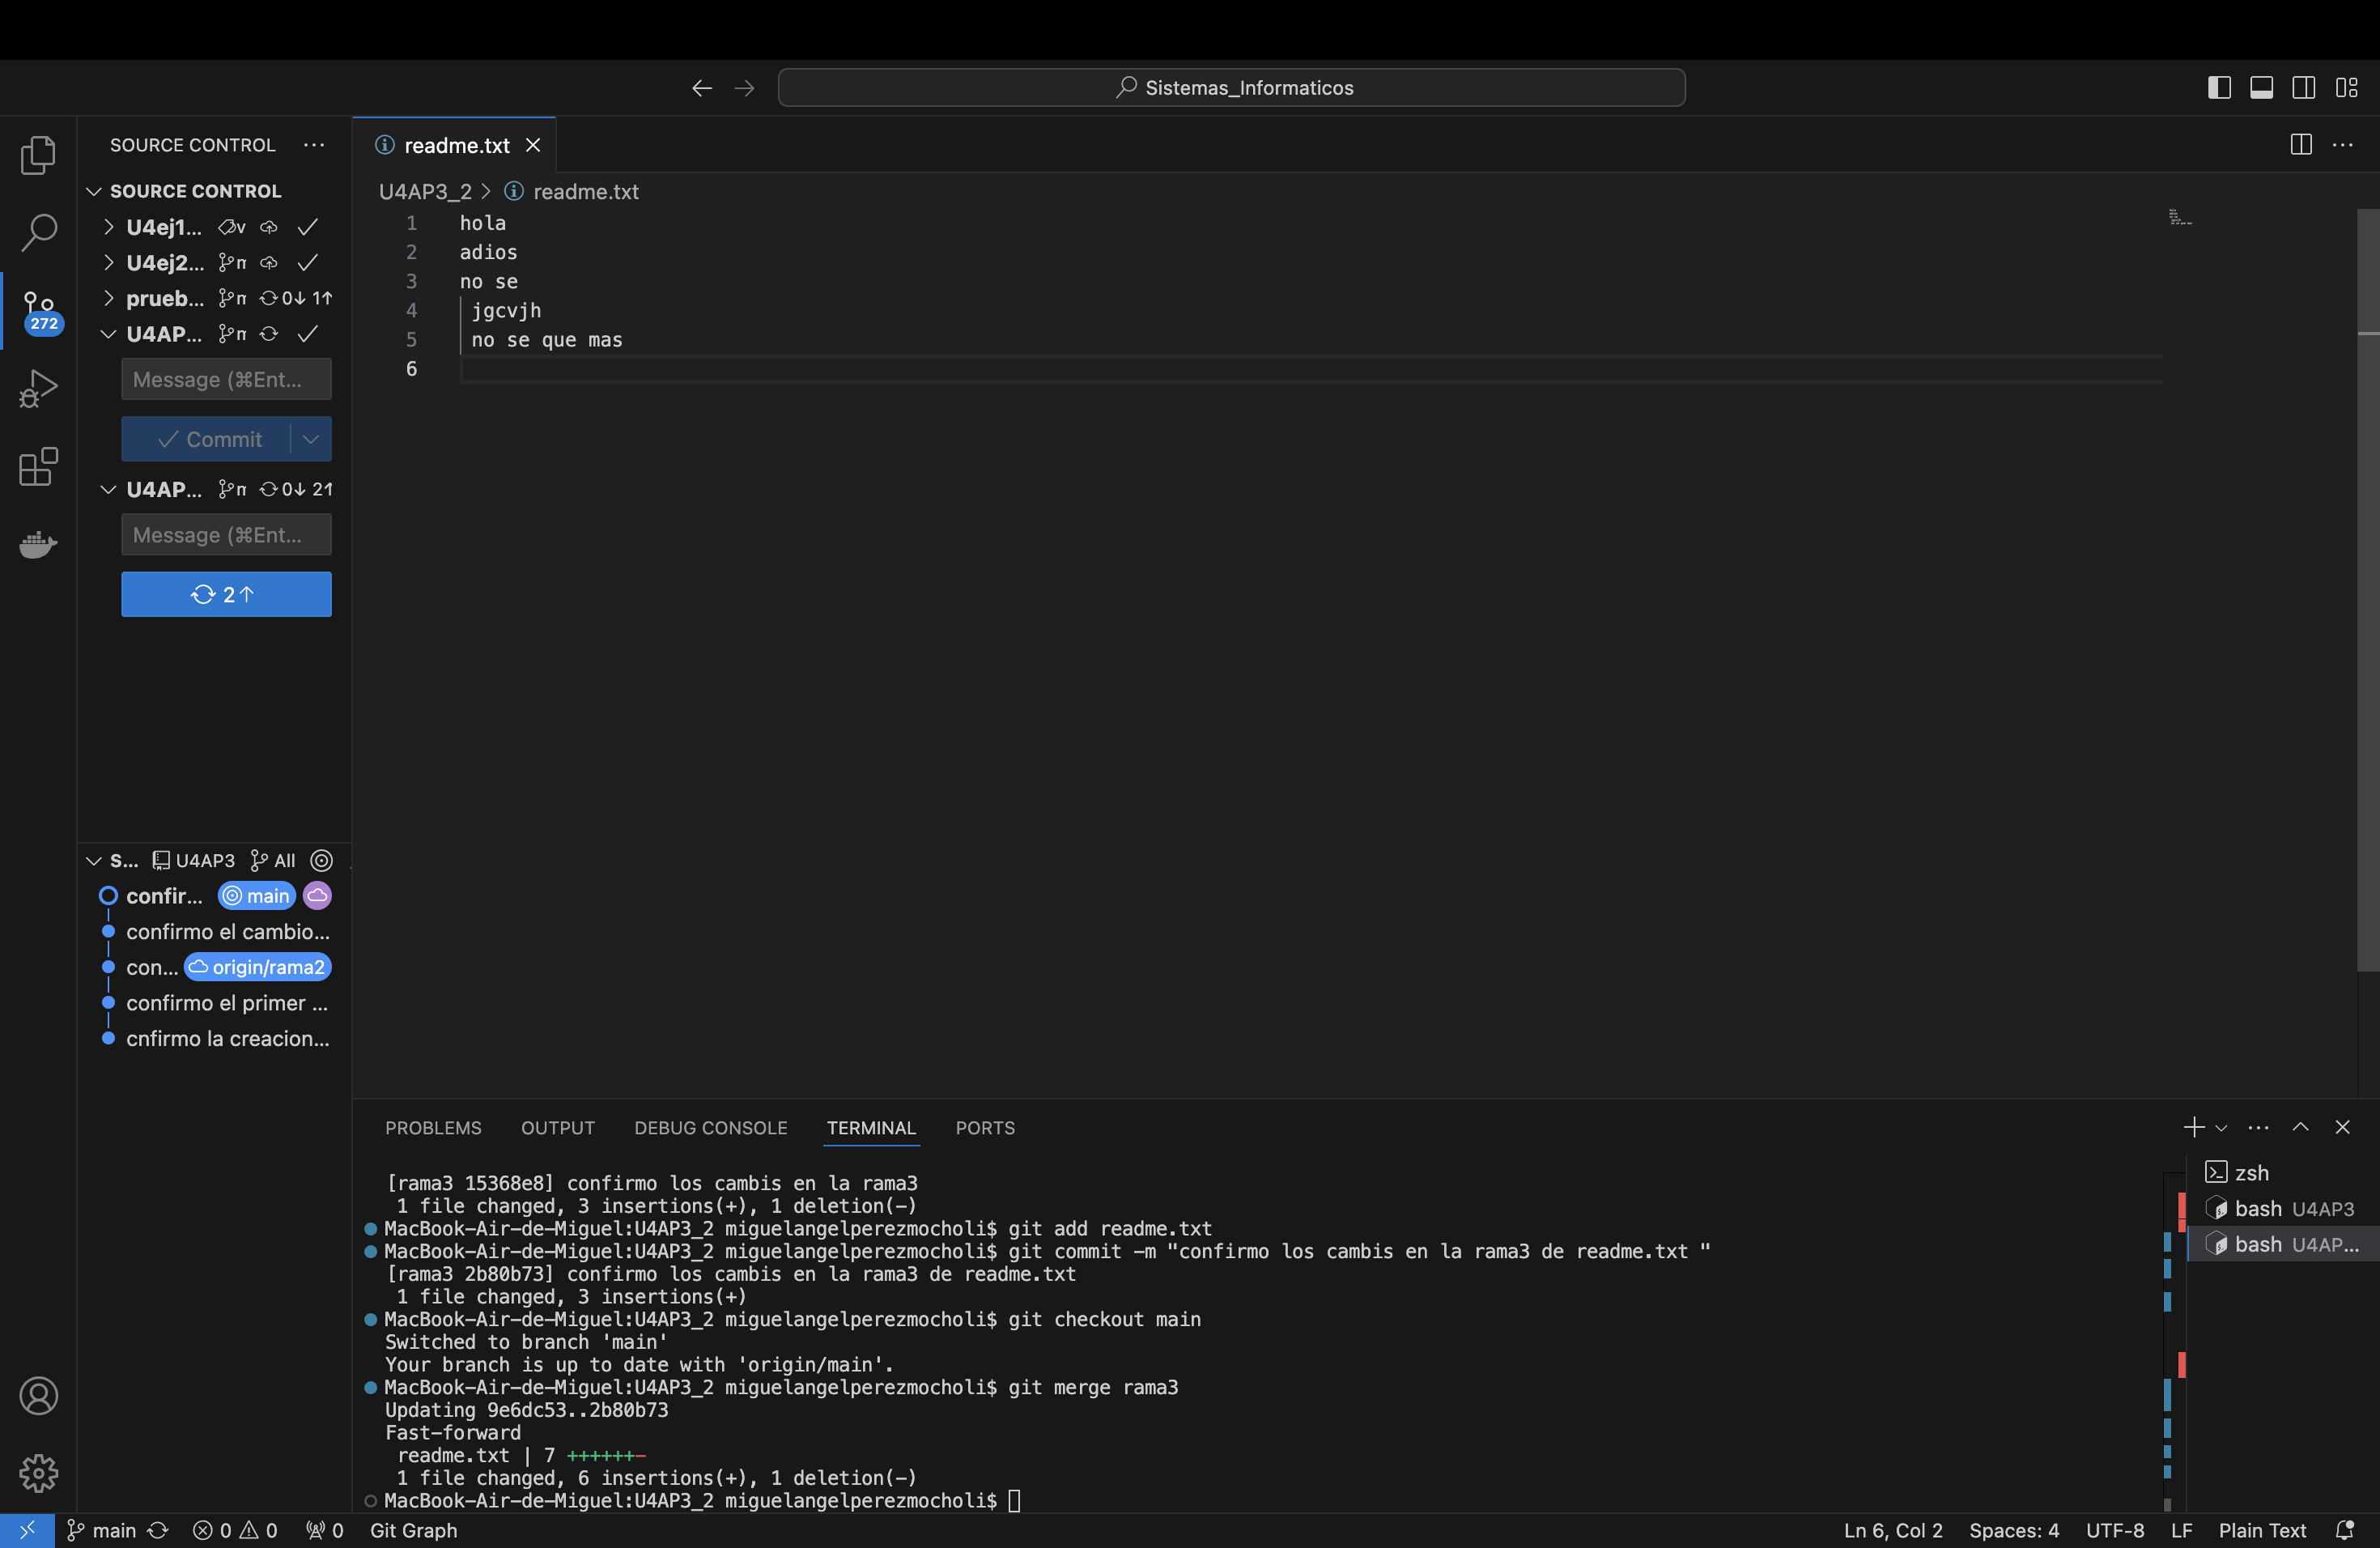 Sistemas_Informaticos
SOURCE CONTROL
SOURCE CONTROL
U4ej1... v
U4ej2...
prueb... 0↓ 1↑
U4AP...
Message (⌘Ent...
Commit
U4AP... 0↓ 2↑
Message (⌘Ent...
2↑
272
S... U4AP3 All
confir... main
confirmo el cambio...
con... origin/rama2
confirmo el primer ...
cnfirmo la creacion...
readme.txt
U4AP3_2 > readme.txt
1 hola
2 adios
3 no se
4 jgcvjh
5 no se que mas
6
PROBLEMS OUTPUT DEBUG CONSOLE TERMINAL PORTS
[rama3 15368e8] confirmo los cambis en la rama3
1 file changed, 3 insertions(+), 1 deletion(-)
MacBook-Air-de-Miguel:U4AP3_2 miguelangelperezmocholi$ git add readme.txt
MacBook-Air-de-Miguel:U4AP3_2 miguelangelperezmocholi$ git commit -m "confirmo los cambis en la rama3 de readme.txt "
[rama3 2b80b73] confirmo los cambis en la rama3 de readme.txt
1 file changed, 3 insertions(+)
MacBook-Air-de-Miguel:U4AP3_2 miguelangelperezmocholi$ git checkout main
Switched to branch 'main'
Your branch is up to date with 'origin/main'.
MacBook-Air-de-Miguel:U4AP3_2 miguelangelperezmocholi$ git merge rama3
Updating 9e6dc53..2b80b73
Fast-forward
readme.txt | 7 ++++++-
1 file changed, 6 insertions(+), 1 deletion(-)
MacBook-Air-de-Miguel:U4AP3_2 miguelangelperezmocholi$
zsh
bash U4AP3
bash U4AP...
main 0 0 0 Git Graph
Ln 6, Col 2 Spaces: 4 UTF-8 LF Plain Text